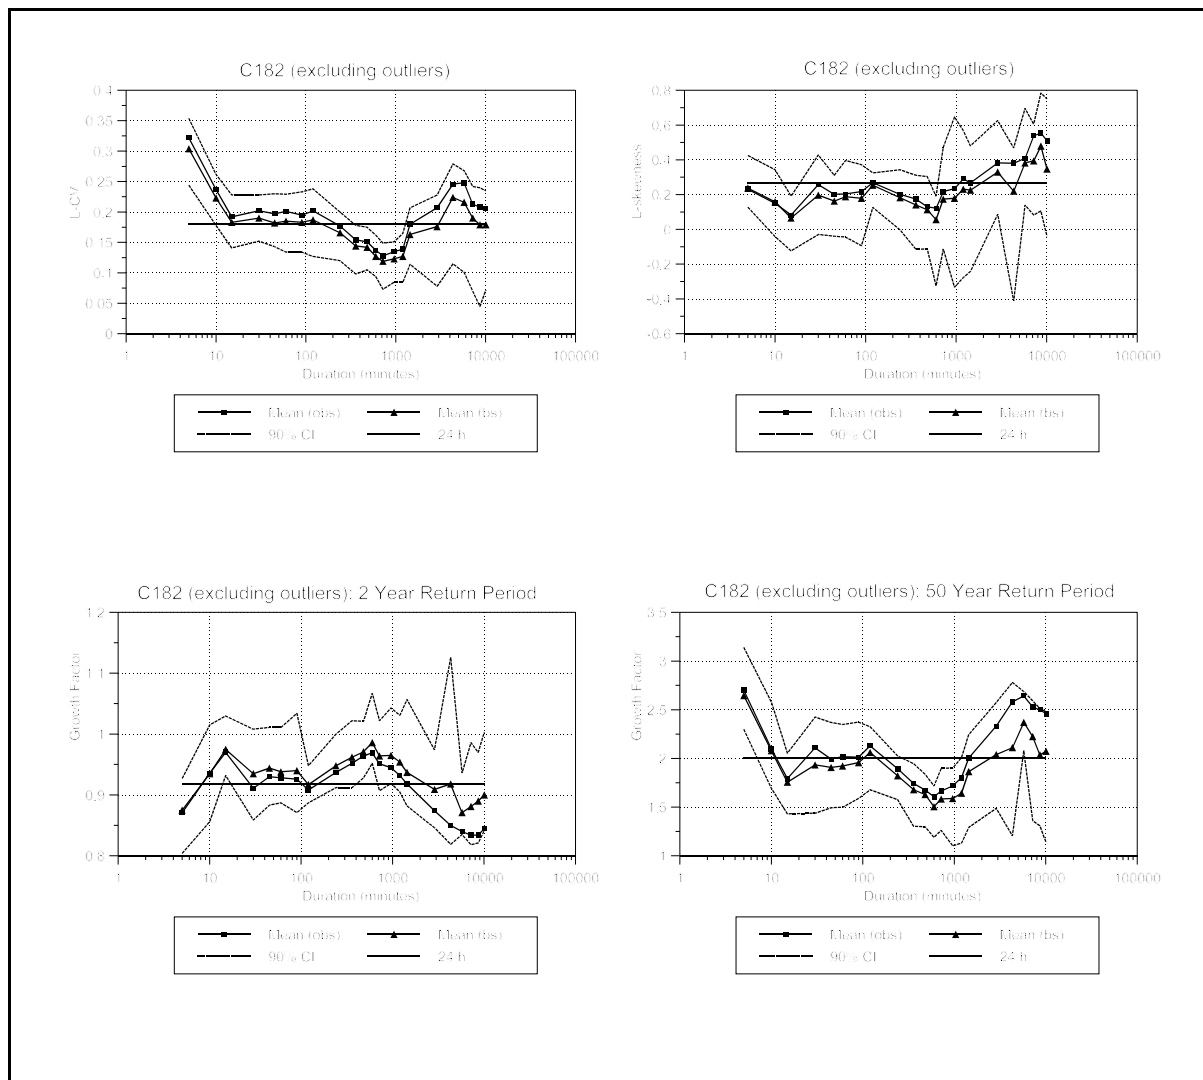 C182 (excluding outliers)
L-CV
0.4
0.35
0.3
0.25
0.2
0.15
0.1
0.05
0
1 10 100 1000 10000 100000
Duration (minutes)
Mean (obs) Mean (bs)
90% CI 24 h
C182 (excluding outliers)
L-skewness
0.8
0.6
0.4
0.2
0
-0.2
-0.4
-0.6
1 10 100 1000 10000 100000
Duration (minutes)
Mean (obs) Mean (bs)
90% CI 24 h
C182 (excluding outliers): 2 Year Return Period
Growth Factor
1.2
1.1
1
0.9
0.8
1 10 100 1000 10000 100000
Duration (minutes)
Mean (obs) Mean (bs)
90% CI 24 h
C182 (excluding outliers): 50 Year Return Period
Growth Factor
3.5
3
2.5
2
1.5
1
1 10 100 1000 10000 100000
Duration (minutes)
Mean (obs) Mean (bs)
90% CI 24 h